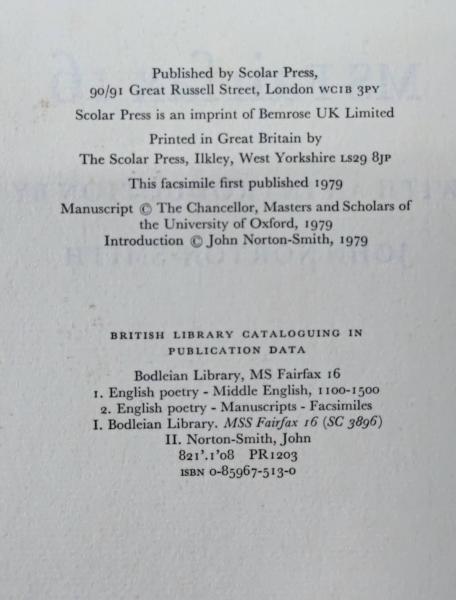 Published by Scolar Press,
90/91 Great Russell Street, London WC1B 3PY
Scolar Press is an imprint of Bemrose UK Limited
Printed in Great Britain by
The Scolar Press, Ilkley, West Yorkshire LS29 8JP
This facsimile first published 1979
Manuscript © The Chancellor, Masters and Scholars of
the University of Oxford, 1979
Introduction © John Norton-Smith, 1979
BRITISH LIBRARY CATALOGUING IN
PUBLICATION DATA
Bodleian Library, MS Fairfax 16
1. English poetry - Middle English, 1100-1500
2. English poetry - Manuscripts - Facsimiles
I. Bodleian Library. MSS Fairfax 16 (SC 3896)
II. Norton-Smith, John
821'.1'08 PR1203
ISBN 0-85967-513-0